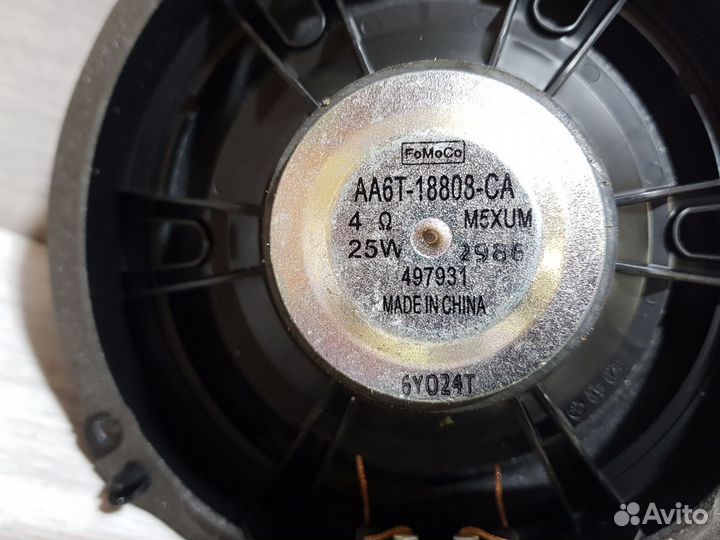 FoMoCo
AA6T-18808-CA
4 Ω M5XUM
25W 2986
497931
MADE IN CHINA
6Y024T
Avito